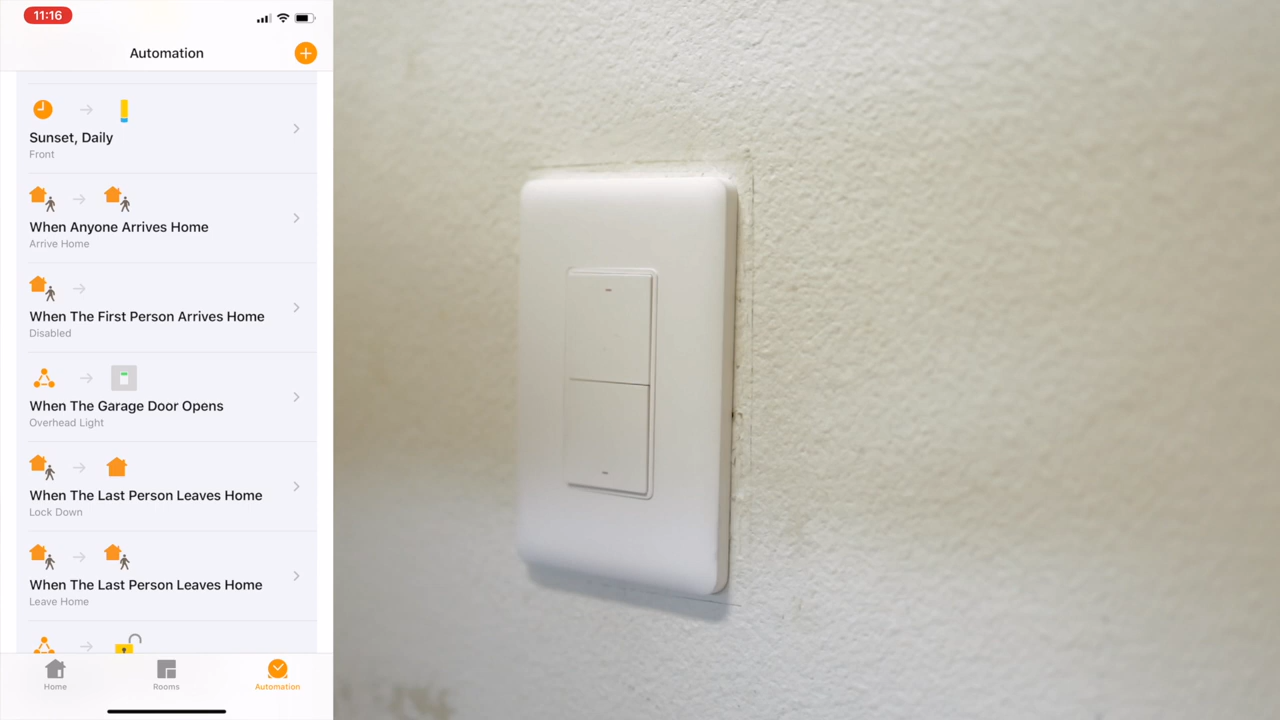 11:16
Automation
Sunset, Daily
Front
When Anyone Arrives Home
Arrive Home
When The First Person Arrives Home
Disabled
When The Garage Door Opens
Overhead Light
When The Last Person Leaves Home
Lock Down
When The Last Person Leaves Home
Leave Home
Home
Rooms
Automation